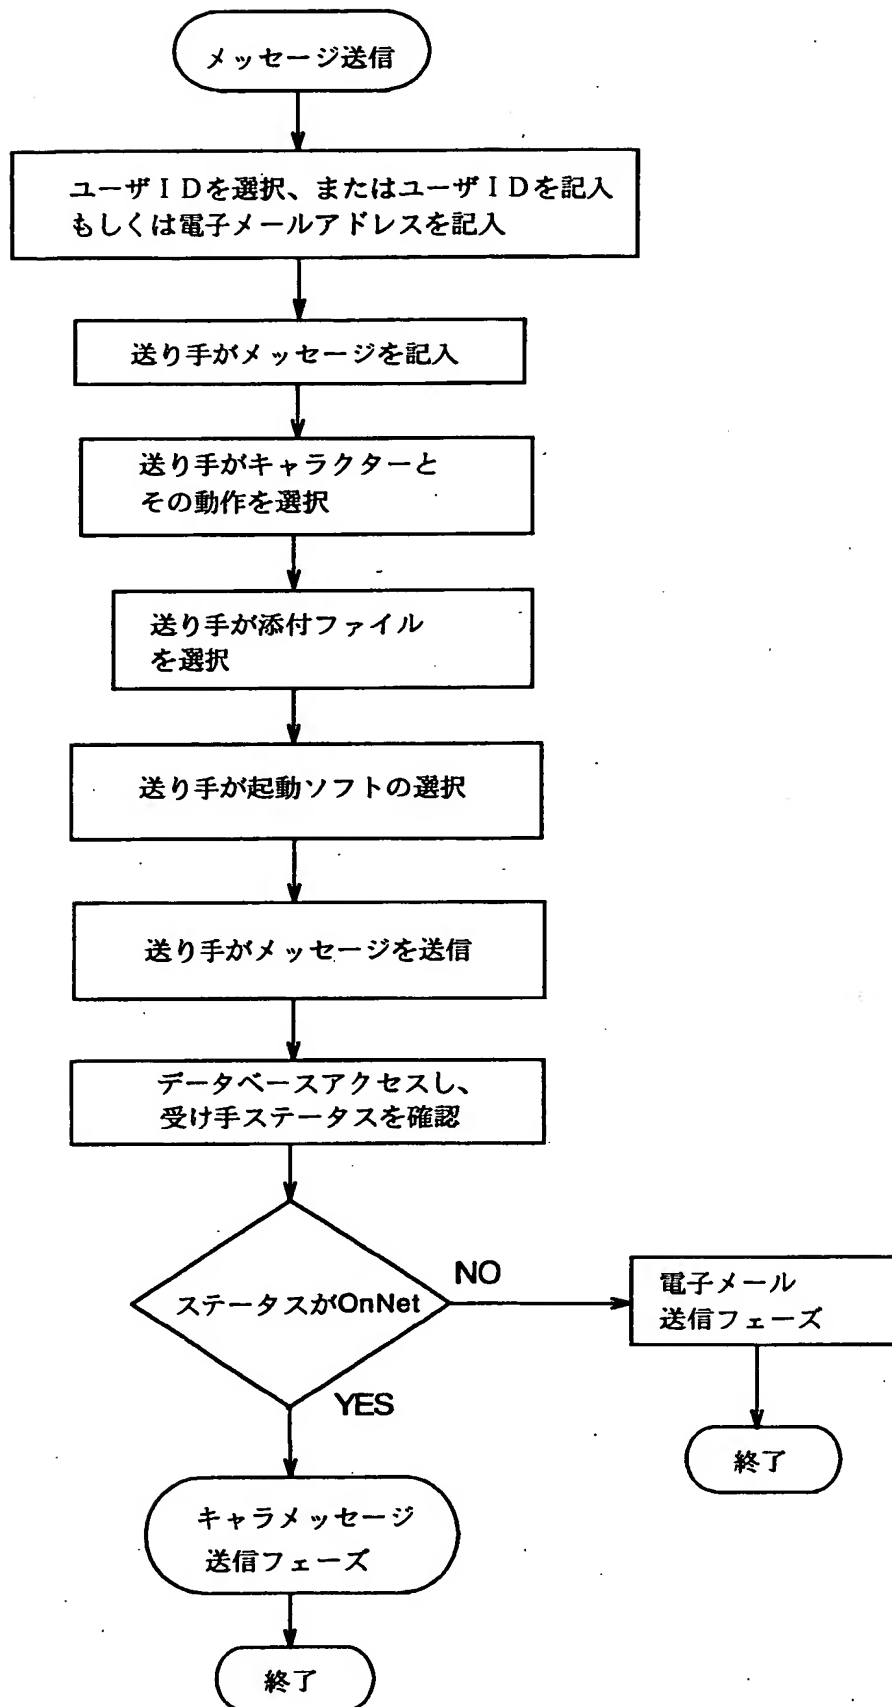 メッセージ送信
ユーザＩＤを選択、またはユーザＩＤを記入
もしくは電子メールアドレスを記入
送り手がメッセージを記入
送り手がキャラクターと
その動作を選択
送り手が添付ファイル
を選択
送り手が起動ソフトの選択
送り手がメッセージを送信
データベースアクセスし、
受け手ステータスを確認
ステータスがOnNet
NO
電子メール
送信フェーズ
YES
終了
キャラメッセージ
送信フェーズ
終了